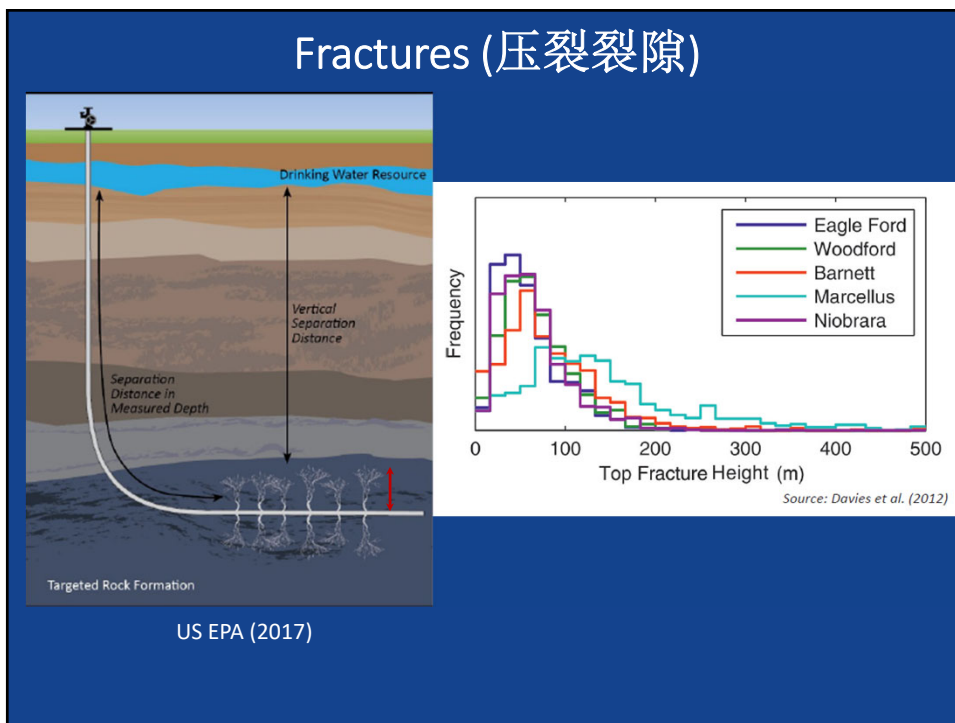 Fractures (压裂裂隙)
Drinking Water Resource
Vertical
Separation
Distance
Separation
Distance in
Measured Depth
Targeted Rock Formation
US EPA (2017)
Frequency
Eagle Ford
Woodford
Barnett
Marcellus
Niobrara
0 100 200 300 400 500
Top Fracture Height (m)
Source: Davies et al. (2012)